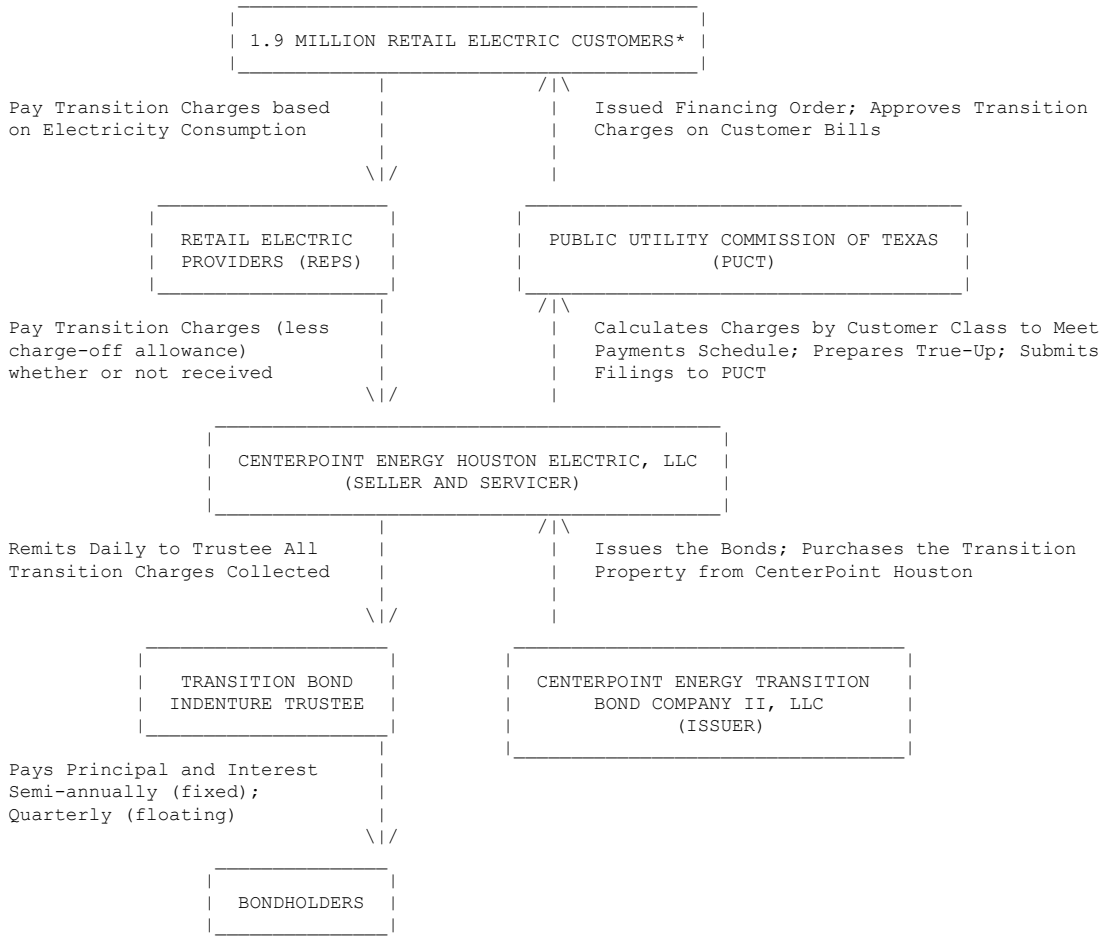 1.9 MILLION RETAIL ELECTRIC CUSTOMERS*
Pay Transition Charges based
on Electricity Consumption
Issued Financing Order; Approves Transition
Charges on Customer Bills
RETAIL ELECTRIC
PROVIDERS (REPS)
PUBLIC UTILITY COMMISSION OF TEXAS
(PUCT)
Pay Transition Charges (less
charge-off allowance)
whether or not received
Calculates Charges by Customer Class to Meet
Payments Schedule; Prepares True-Up; Submits
Filings to PUCT
CENTERPOINT ENERGY HOUSTON ELECTRIC, LLC
(SELLER AND SERVICER)
Remits Daily to Trustee All
Transition Charges Collected
Issues the Bonds; Purchases the Transition
Property from CenterPoint Houston
TRANSITION BOND
INDENTURE TRUSTEE
CENTERPOINT ENERGY TRANSITION
BOND COMPANY II, LLC
(ISSUER)
Pays Principal and Interest
Semi-annually (fixed);
Quarterly (floating)
BONDHOLDERS